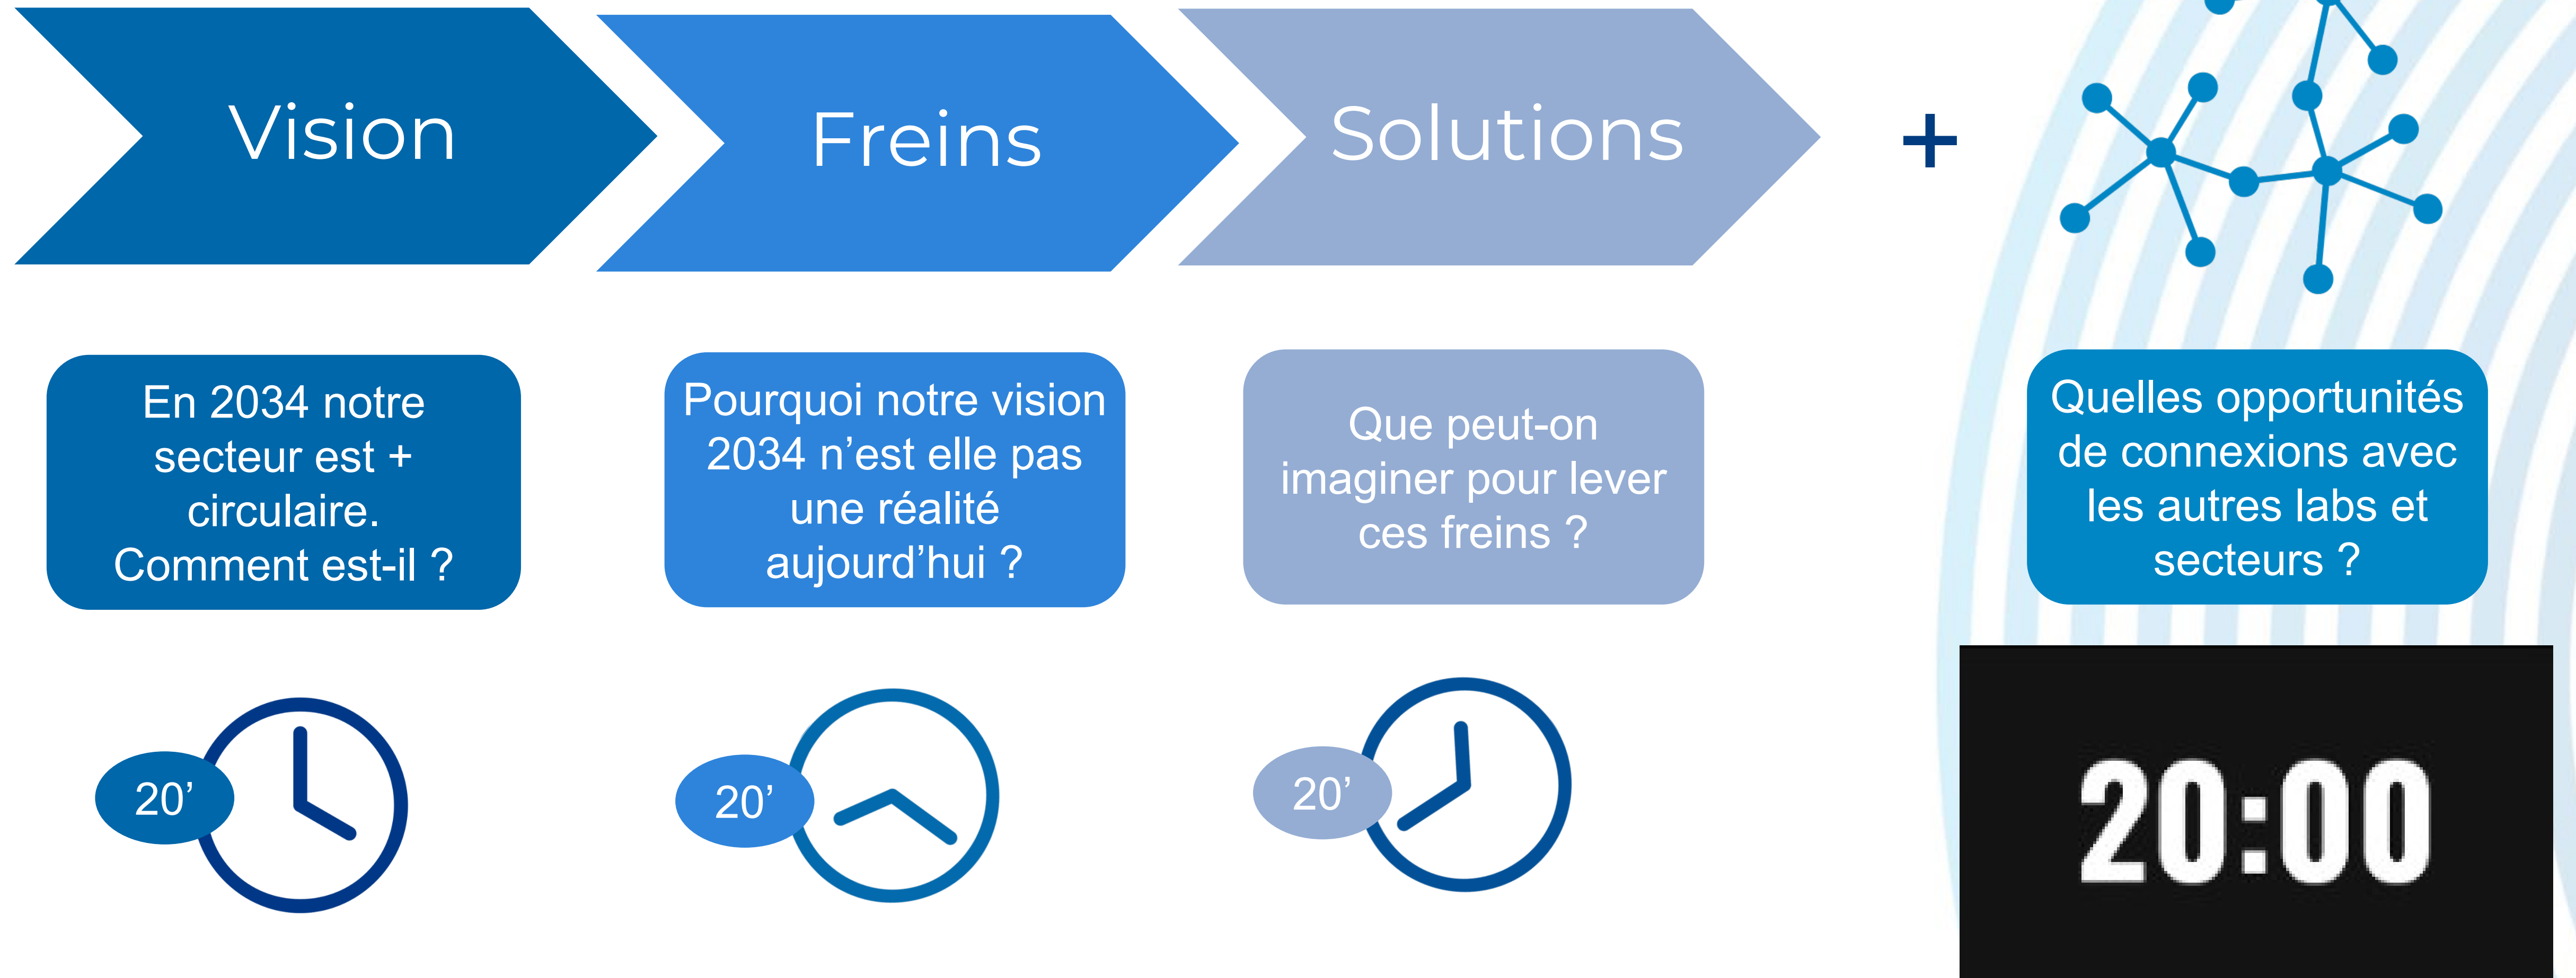 Vision
Freins
Solutions
+
En 2034 notre
secteur est +
circulaire.
Comment est-il ?
Pourquoi notre vision
2034 n’est elle pas
une réalité
aujourd’hui ?
Que peut-on
imaginer pour lever
ces freins ?
Quelles opportunités
de connexions avec
les autres labs et
secteurs ?
20’
20’
20’
20:00